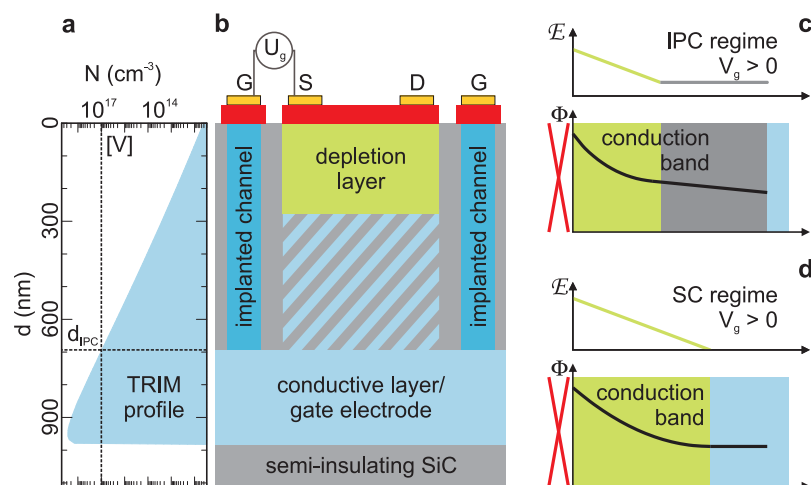 a
N (cm⁻³)
10¹⁷ 10¹⁴
[V]
0
300
600
900
d (nm)
d_IPC
TRIM
profile
b
U_g
G S D G
implanted channel
depletion
layer
implanted channel
conductive layer/
gate electrode
semi-insulating SiC
c
ℰ
IPC regime
V_g > 0
Φ
conduction
band
d
ℰ
SC regime
V_g > 0
Φ
conduction
band